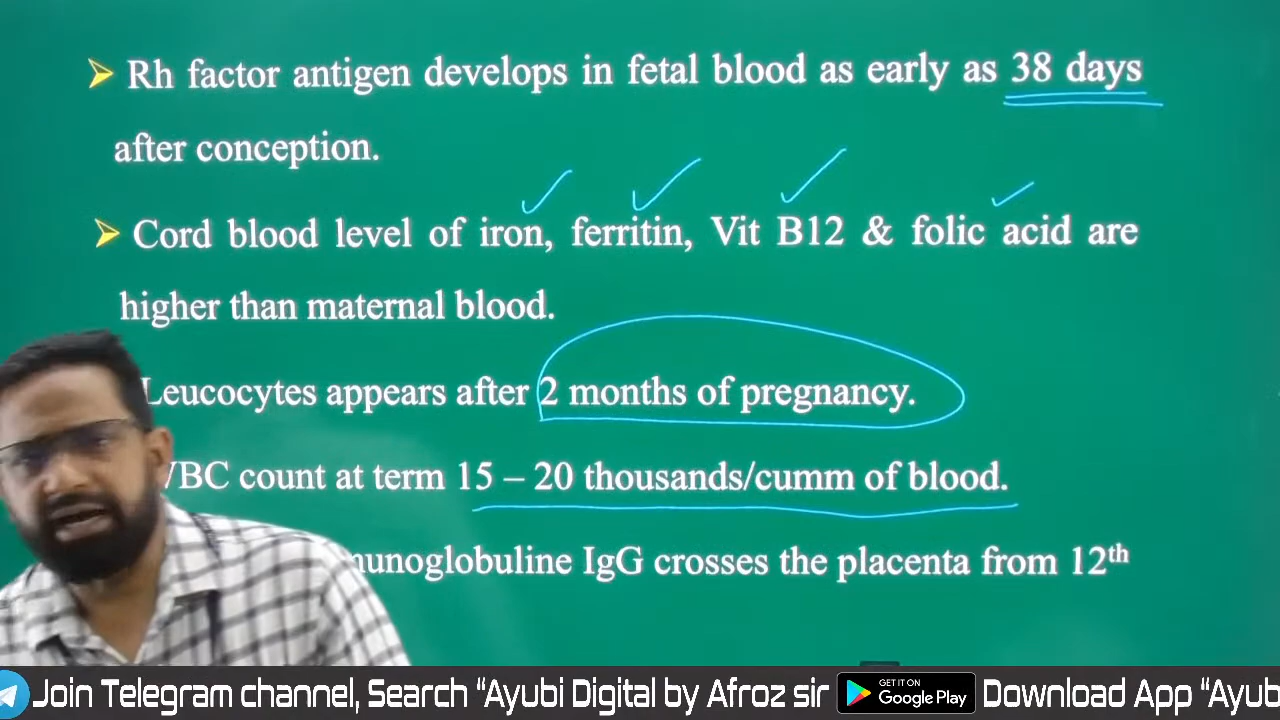 Rh factor antigen develops in fetal blood as early as 38 days
after conception.
Cord blood level of iron, ferritin, Vit B12 & folic acid are
higher than maternal blood.
Leucocytes appears after 2 months of pregnancy.
WBC count at term 15 – 20 thousands/cumm of blood.
IgG crosses the placenta from 12th
Join Telegram channel, Search “Ayubi Digital by Afroz sir
GET IT ON
Google Play
Download App “Ayub